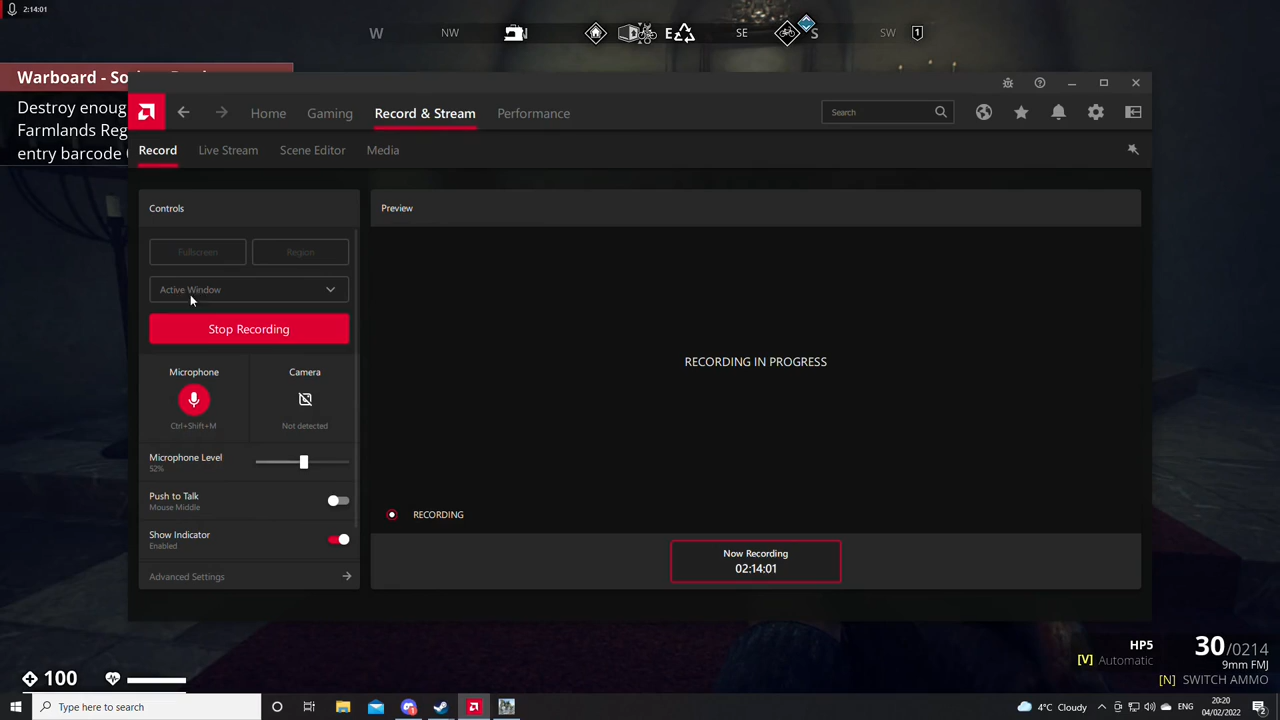 2:14:01
W NW N E SE S SW 1
Warboard - So
Destroy enoug
Farmlands Reg
entry barcode
Home Gaming Record & Stream Performance
Search
Record Live Stream Scene Editor Media
Controls
Fullscreen Region
Active Window
Stop Recording
Microphone Camera
Ctrl+Shift+M Not detected
Microphone Level
52%
Push to Talk
Mouse Middle
Show Indicator
Enabled
Advanced Settings
Preview
RECORDING IN PROGRESS
RECORDING
Now Recording
02:14:01
HP5 30/0214
[V] Automatic 9mm FMJ
[N] SWITCH AMMO
100
Type here to search
4°C Cloudy
ENG
20:20
04/02/2022
2